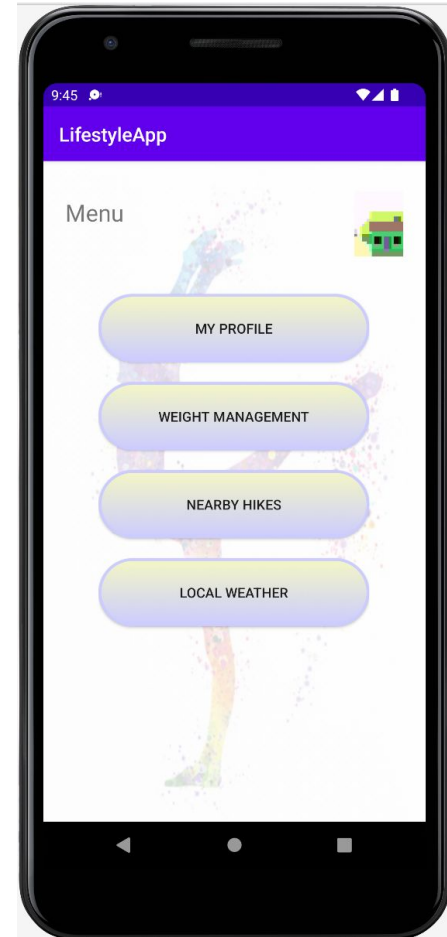 9:45
LifestyleApp
Menu
MY PROFILE
WEIGHT MANAGEMENT
NEARBY HIKES
LOCAL WEATHER